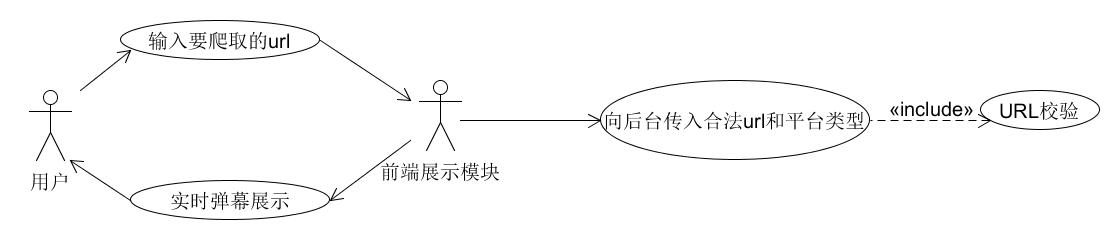 输入要爬取的url
用户
前端展示模块
实时弹幕展示
向后台传入合法url和平台类型
«include»
URL校验